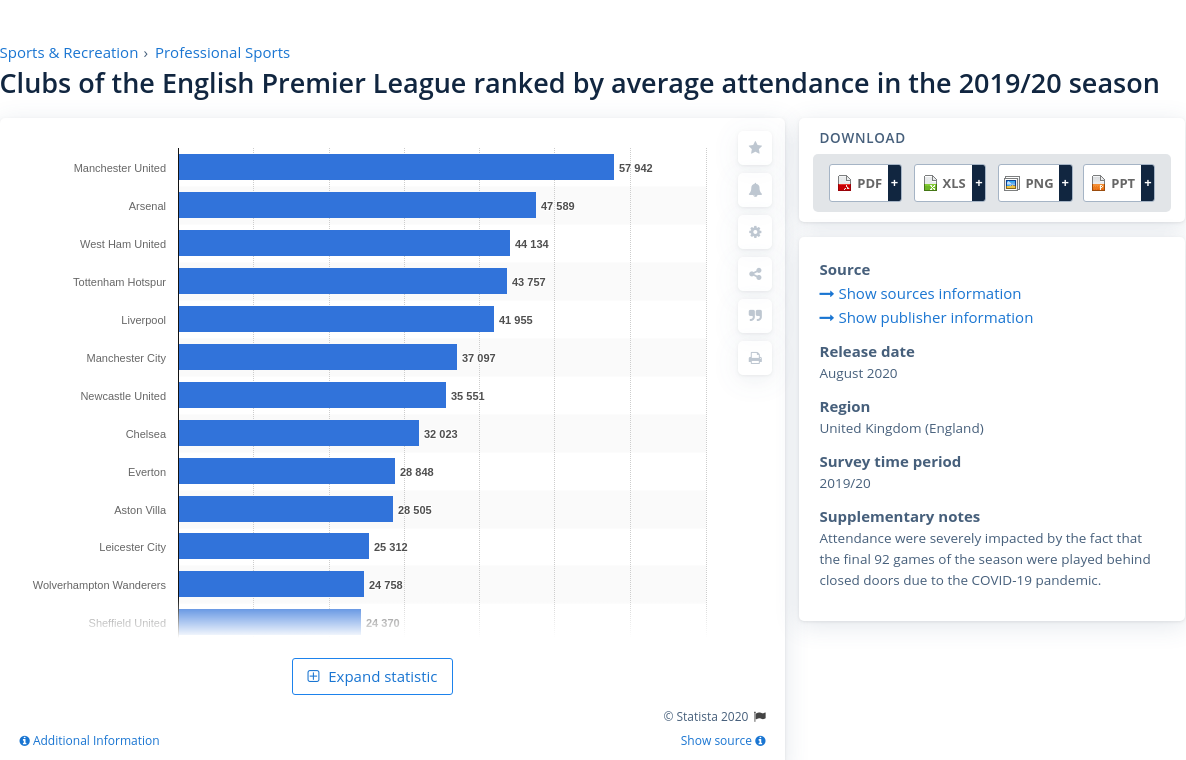 Sports & Recreation › Professional Sports
Clubs of the English Premier League ranked by average attendance in the 2019/20 season
Manchester United 57 942
Arsenal 47 589
West Ham United 44 134
Tottenham Hotspur 43 757
Liverpool 41 955
Manchester City 37 097
Newcastle United 35 551
Chelsea 32 023
Everton 28 848
Aston Villa 28 505
Leicester City 25 312
Wolverhampton Wanderers 24 758
Sheffield United 24 370
Expand statistic
© Statista 2020
Additional Information
Show source
DOWNLOAD
PDF + XLS + PNG + PPT +
Source
Show sources information
Show publisher information
Release date
August 2020
Region
United Kingdom (England)
Survey time period
2019/20
Supplementary notes
Attendance were severely impacted by the fact that
the final 92 games of the season were played behind
closed doors due to the COVID-19 pandemic.